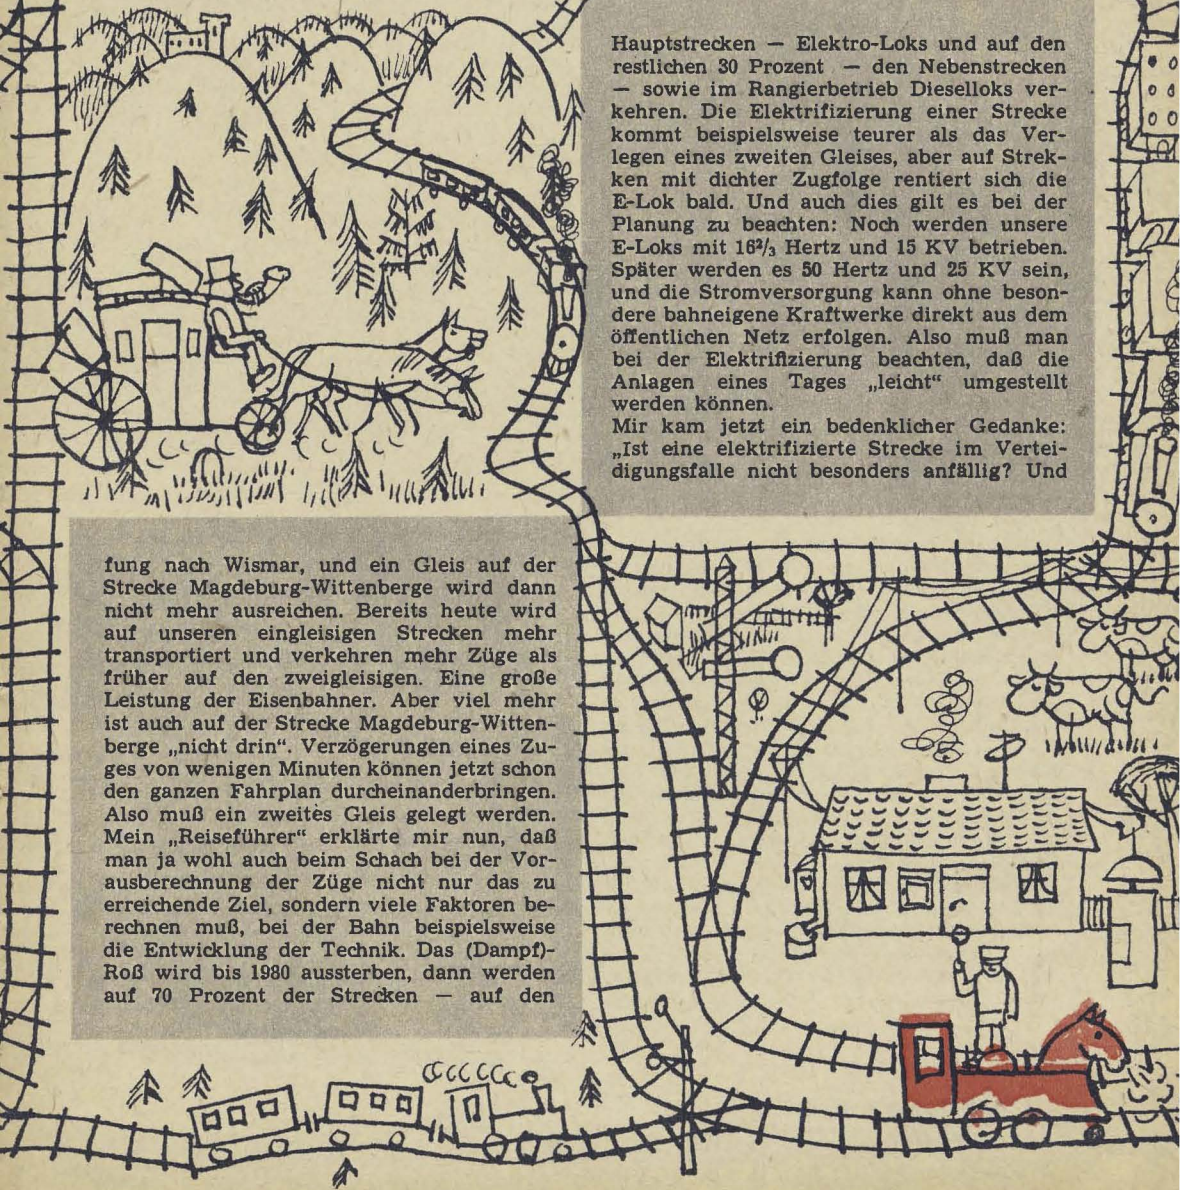 fung nach Wismar, und ein Gleis auf der
Strecke Magdeburg-Wittenberge wird dann
nicht mehr ausreichen. Bereits heute wird
auf unseren eingleisigen Strecken mehr
transportiert und verkehren mehr Züge als
früher auf den zweigleisigen. Eine große
Leistung der Eisenbahner. Aber viel mehr
ist auch auf der Strecke Magdeburg-Witten-
berge „nicht drin“. Verzögerungen eines Zu-
ges von wenigen Minuten können jetzt schon
den ganzen Fahrplan durcheinanderbringen.
Also muß ein zweites Gleis gelegt werden.
Mein „Reiseführer“ erklärte mir nun, daß
man ja wohl auch beim Schach bei der Vor-
ausberechnung der Züge nicht nur das zu
erreichende Ziel, sondern viele Faktoren be-
rechnen muß, bei der Bahn beispielsweise
die Entwicklung der Technik. Das (Dampf)-
Roß wird bis 1980 aussterben, dann werden
auf 70 Prozent der Strecken — auf den
Hauptstrecken — Elektro-Loks und auf den
restlichen 30 Prozent — den Nebenstrecken
— sowie im Rangierbetrieb Dieselloks ver-
kehren. Die Elektrifizierung einer Strecke
kommt beispielsweise teurer als das Ver-
legen eines zweiten Gleises, aber auf Strek-
ken mit dichter Zugfolge rentiert sich die
E-Lok bald. Und auch dies gilt es bei der
Planung zu beachten: Noch werden unsere
E-Loks mit 16²/₃ Hertz und 15 KV betrieben.
Später werden es 50 Hertz und 25 KV sein,
und die Stromversorgung kann ohne beson-
dere bahneigene Kraftwerke direkt aus dem
öffentlichen Netz erfolgen. Also muß man
bei der Elektrifizierung beachten, daß die
Anlagen eines Tages „leicht“ umgestellt
werden können.
Mir kam jetzt ein bedenklicher Gedanke:
„Ist eine elektrifizierte Strecke im Vertei-
digungsfalle nicht besonders anfällig? Und